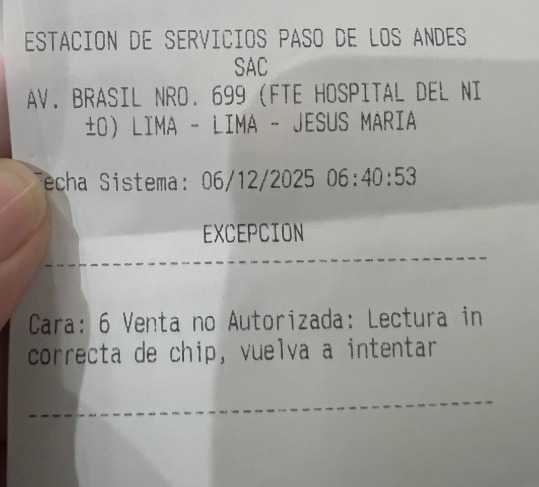 ESTACION DE SERVICIOS PASO DE LOS ANDES
SAC
AV. BRASIL NRO. 699 (FTE HOSPITAL DEL NI
±O) LIMA - LIMA - JESUS MARIA
Fecha Sistema: 06/12/2025 06:40:53
EXCEPCION
----------------------------------------
Cara: 6 Venta no Autorizada: Lectura in
correcta de chip, vuelva a intentar
----------------------------------------